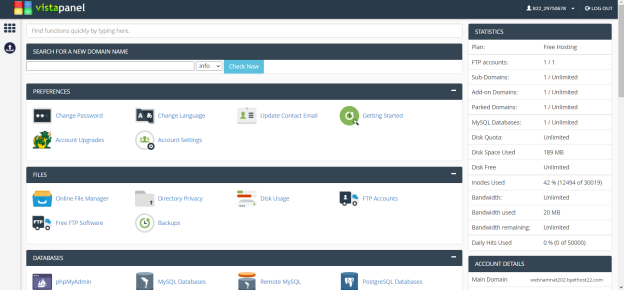 vistapanel
822_29750678
LOG OUT
Find functions quickly by typing here.
SEARCH FOR A NEW DOMAIN NAME
.info
Check Now
PREFERENCES
Change Password
Change Language
Update Contact Email
Getting Started
Account Upgrades
Account Settings
FILES
Online File Manager
Directory Privacy
Disk Usage
FTP Accounts
Free FTP Software
Backups
DATABASES
phpMyAdmin
MySQL Databases
Remote MySQL
PostgreSQL Databases
STATISTICS
Plan: Free Hosting
FTP accounts: 1 / 1
Sub-Domains: 1 / Unlimited
Add-on Domains: 1 / Unlimited
Parked Domains: 1 / Unlimited
MySQL Databases: 1 / Unlimited
Disk Quota: Unlimited
Disk Space Used 189 MB
Disk Free Unlimited
Inodes Used 42 % (12494 of 30019)
Bandwidth: Unlimited
Bandwidth used: 20 MB
Bandwidth remaining: Unlimited
Daily Hits Used 0 % (0 of 50000)
ACCOUNT DETAILS
Main Domain webnamnat202.byethost22.com